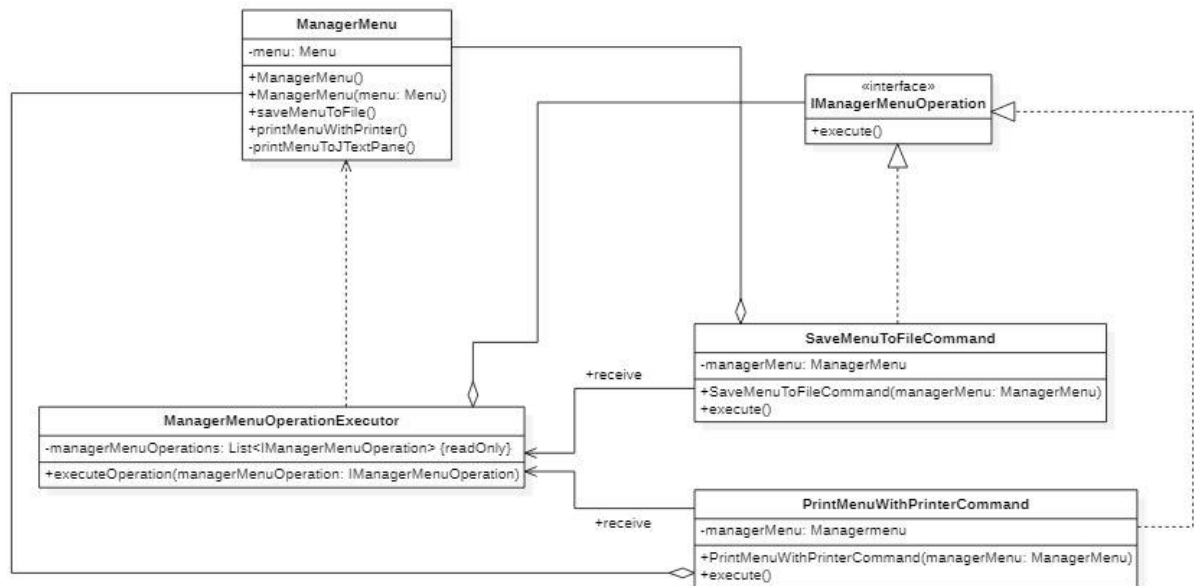 ManagerMenu
-menu: Menu
+ManagerMenu()
+ManagerMenu(menu: Menu)
+saveMenuToFile()
+printMenuWithPrinter()
-printMenuToJTextPane()
«interface»
IManagerMenuOperation
+execute()
SaveMenuToFileCommand
-managerMenu: ManagerMenu
+SaveMenuToFileCommand(managerMenu: ManagerMenu)
+execute()
+receive
ManagerMenuOperationExecutor
-managerMenuOperations: List<IManagerMenuOperation> {readOnly}
+executeOperation(managerMenuOperation: IManagerMenuOperation)
+receive
PrintMenuWithPrinterCommand
-managerMenu: Managermenu
+PrintMenuWithPrinterCommand(managerMenu: ManagerMenu)
+execute()